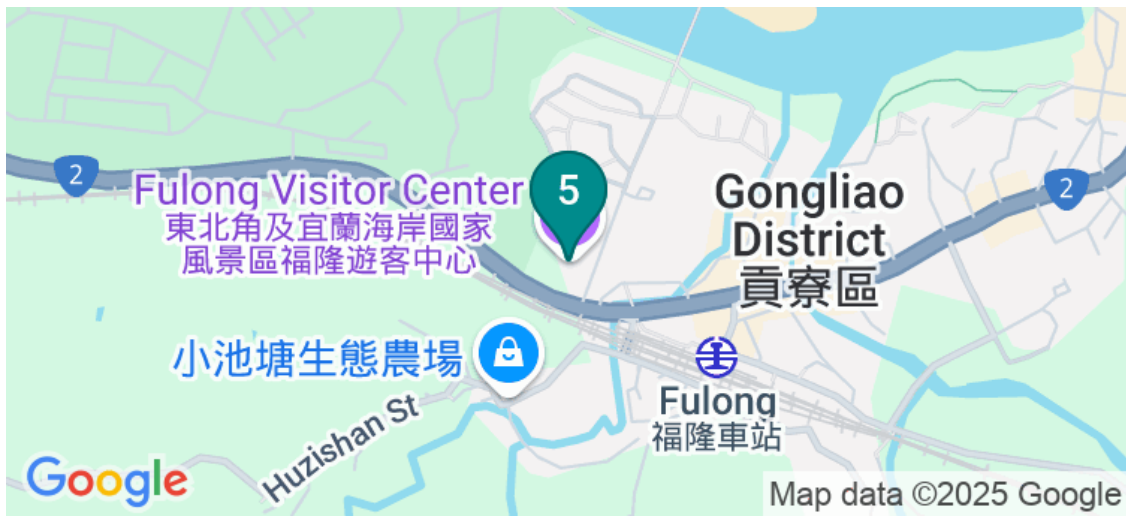 2
Fulong Visitor Center
東北角及宜蘭海岸國家
風景區福隆遊客中心
5
Gongliao
District
貢寮區
2
小池塘生態農場
Huzishan St
Fulong
福隆車站
Google
Map data ©2025 Google